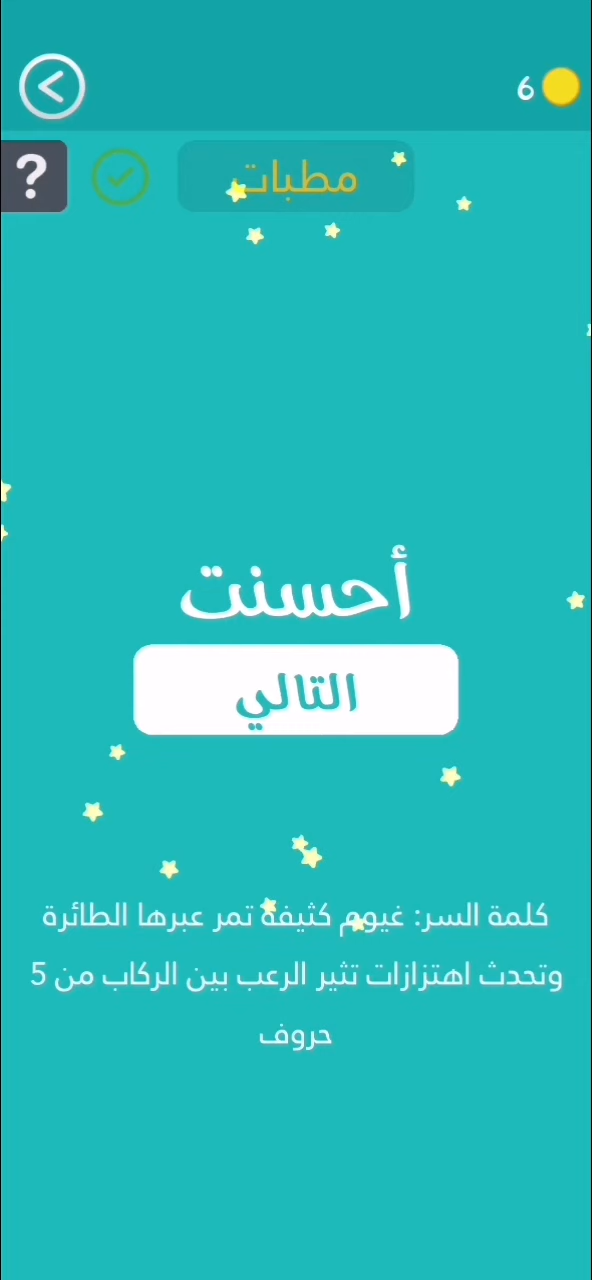 6
?
مطبات
أحسنت
التالي
كلمة السر: غيوم كثيفة تمر عبرها الطائرة
وتحدث اهتزازات تثير الرعب بين الركاب من 5
حروف